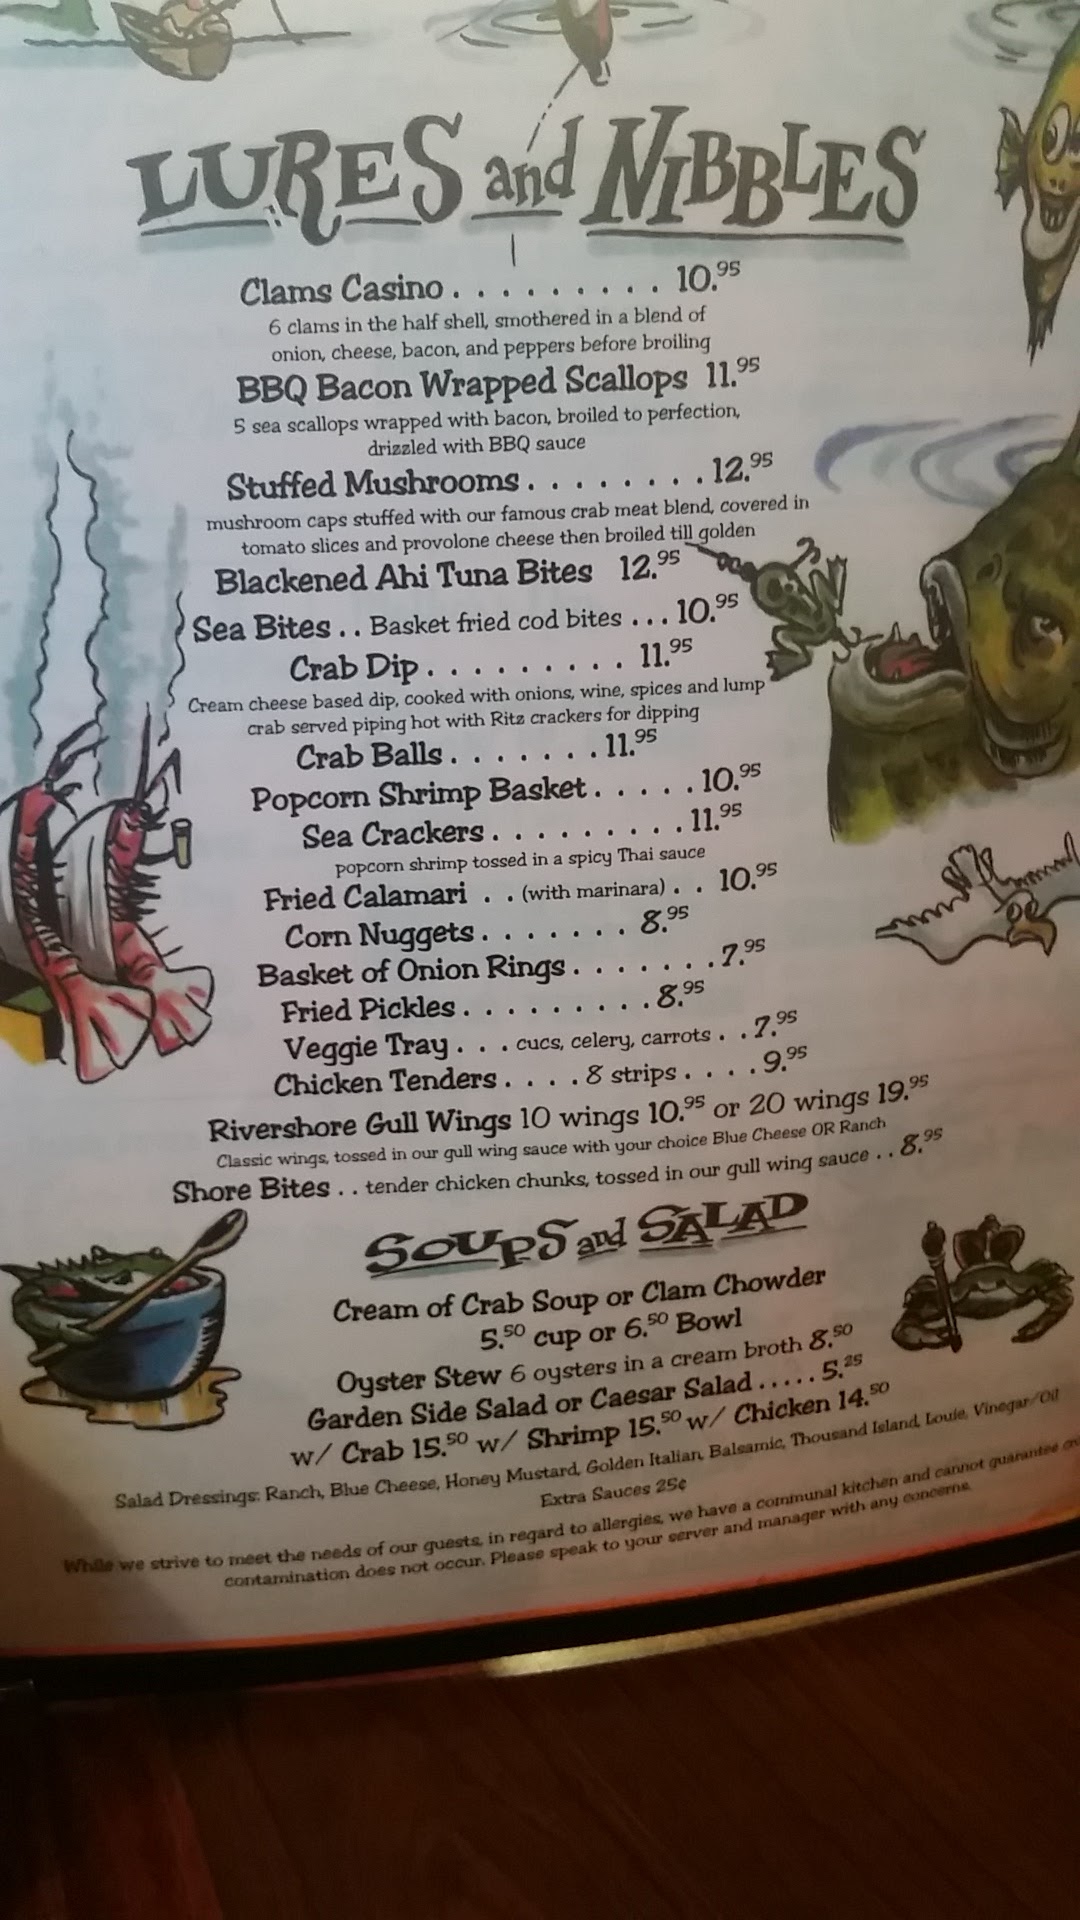 LURES and NIBBLES
Clams Casino . . . . . . . . . 10.95
6 clams in the half shell, smothered in a blend of
onion, cheese, bacon, and peppers before broiling
BBQ Bacon Wrapped Scallops 11.95
5 sea scallops wrapped with bacon, broiled to perfection,
drizzled with BBQ sauce
Stuffed Mushrooms . . . . . . . . 12.95
mushroom caps stuffed with our famous crab meat blend, covered in
tomato slices and provolone cheese then broiled till golden
Blackened Ahi Tuna Bites 12.95
Sea Bites . . Basket fried cod bites . . . 10.95
Crab Dip . . . . . . . . . 11.95
Cream cheese based dip, cooked with onions, wine, spices and lump
crab served piping hot with Ritz crackers for dipping
Crab Balls . . . . . . . 11.95
Popcorn Shrimp Basket . . . . . 10.95
Sea Crackers . . . . . . . . . 11.95
popcorn shrimp tossed in a spicy Thai sauce
Fried Calamari . . (with marinara) . . 10.95
Corn Nuggets . . . . . . . 8.95
Basket of Onion Rings . . . . . . . 7.95
Fried Pickles . . . . . . . . . 8.95
Veggie Tray . . . cucs, celery, carrots . . 7.95
Chicken Tenders . . . . 8 strips . . . . 9.95
Rivershore Gull Wings 10 wings 10.95 or 20 wings 19.95
Classic wings, tossed in our gull wing sauce with your choice Blue Cheese OR Ranch
Shore Bites . . tender chicken chunks, tossed in our gull wing sauce . . 8.95
SOUPS and SALAD
Cream of Crab Soup or Clam Chowder
5.50 cup or 6.50 Bowl
Oyster Stew 6 oysters in a cream broth 8.50
Garden Side Salad or Caesar Salad ..... 5.25
w/ Crab 15.50 w/ Shrimp 15.50 w/ Chicken 14.50
Salad Dressings: Ranch, Blue Cheese, Honey Mustard, Golden Italian, Balsamic, Thousand Island, Louie, Vinegar/Oil
Extra Sauces 25¢
While we strive to meet the needs of our guests, in regard to allergies, we have a communal kitchen and cannot guarantee
contamination does not occur. Please speak to your server and manager with any concerns.